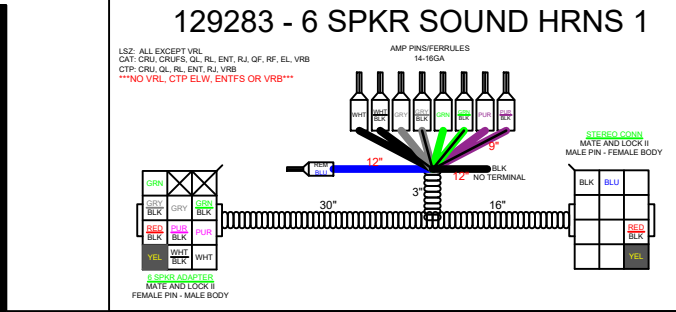 129283 - 6 SPKR SOUND HRNS 1
LSZ: ALL EXCEPT VRL
CAT: CRU, CRUFS, QL, RL, ENT, RJ, QF, RF, EL, VRB
CTP: CRU, QL, RL, ENT, RJ, VRB
***NO VRL, CTP ELW, ENTFS OR VRB***
AMP PINS/FERRULES
14-16GA
WHT
WHT
BLK
GRY
GRY
BLK
GRN
GRN
BLK
PUR
PUR
BLK
9"
REM
BLU
12"
12"
BLK
NO TERMINAL
3"
30"
16"
GRN
GRY
BLK
GRY
GRN
BLK
RED
BLK
PUR
BLK
PUR
YEL
WHT
BLK
WHT
6 SPKR ADAPTER
MATE AND LOCK II
FEMALE PIN - MALE BODY
STEREO CONN
MATE AND LOCK II
MALE PIN - FEMALE BODY
BLK
BLU
RED
BLK
YEL